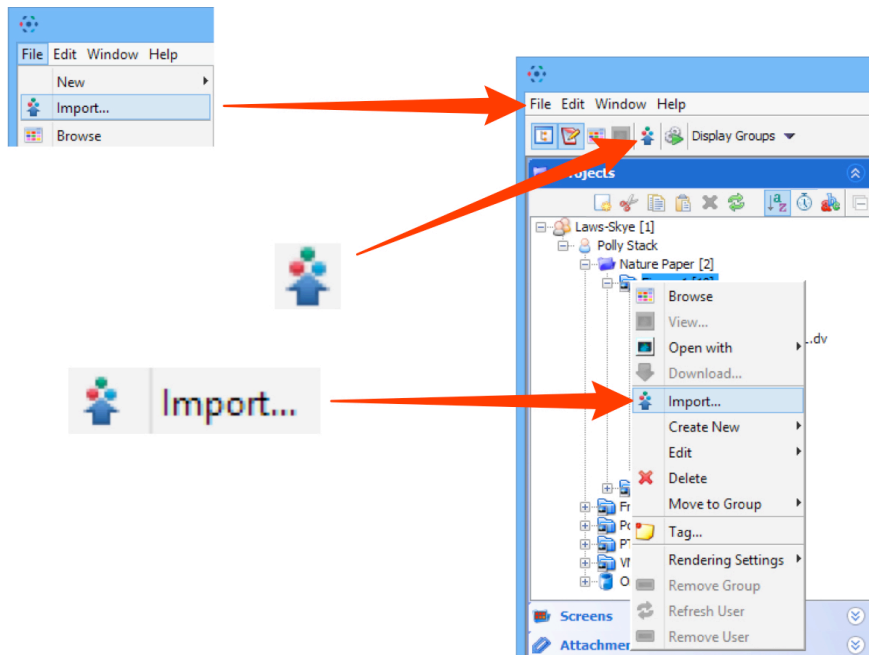 File Edit Window Help
New
Import...
Browse
File Edit Window Help
Display Groups
Projects
Laws-Skye [1]
Polly Stack
Nature Paper [2]
Browse
View...
.dv
Open with
Download...
Import...
Import...
Create New
Edit
Delete
Move to Group
Tag...
Rendering Settings
Remove Group
Screens
Refresh User
Remove User